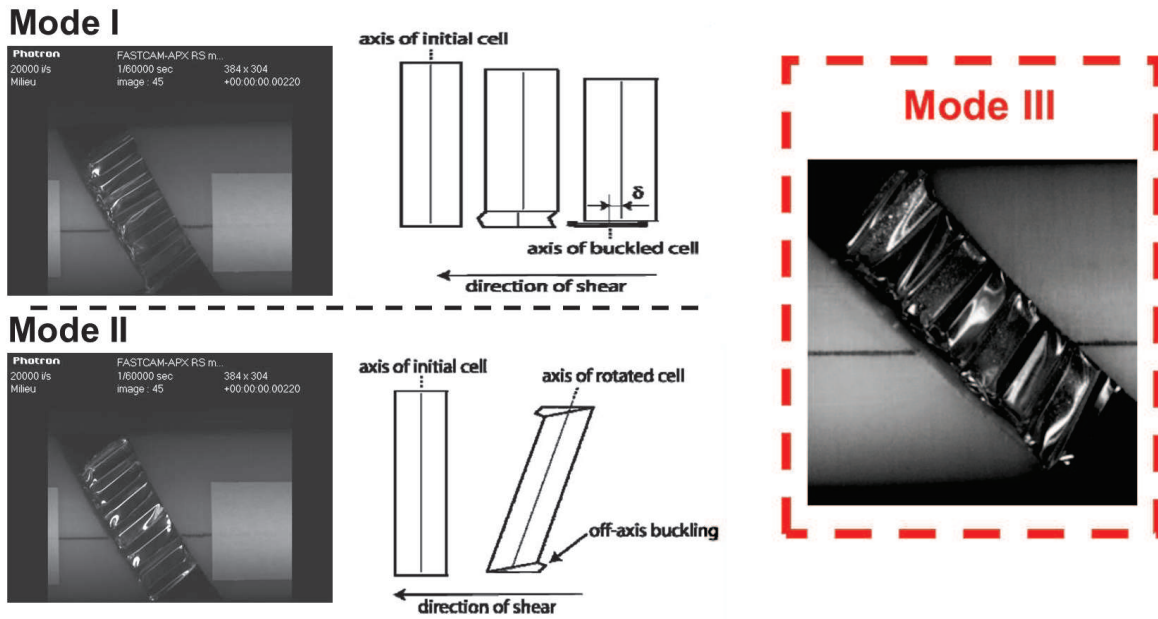 Mode I
Photron FASTCAM-APX RS m...
20000 i/s 1/60000 sec 384 x 304
Milieu image : 45 +00:00:00.00220
axis of initial cell
δ
axis of buckled cell
direction of shear
Mode II
Photron FASTCAM-APX RS m...
20000 i/s 1/60000 sec 384 x 304
Milieu image : 45 +00:00:00.00220
axis of initial cell
axis of rotated cell
off-axis buckling
direction of shear
Mode III